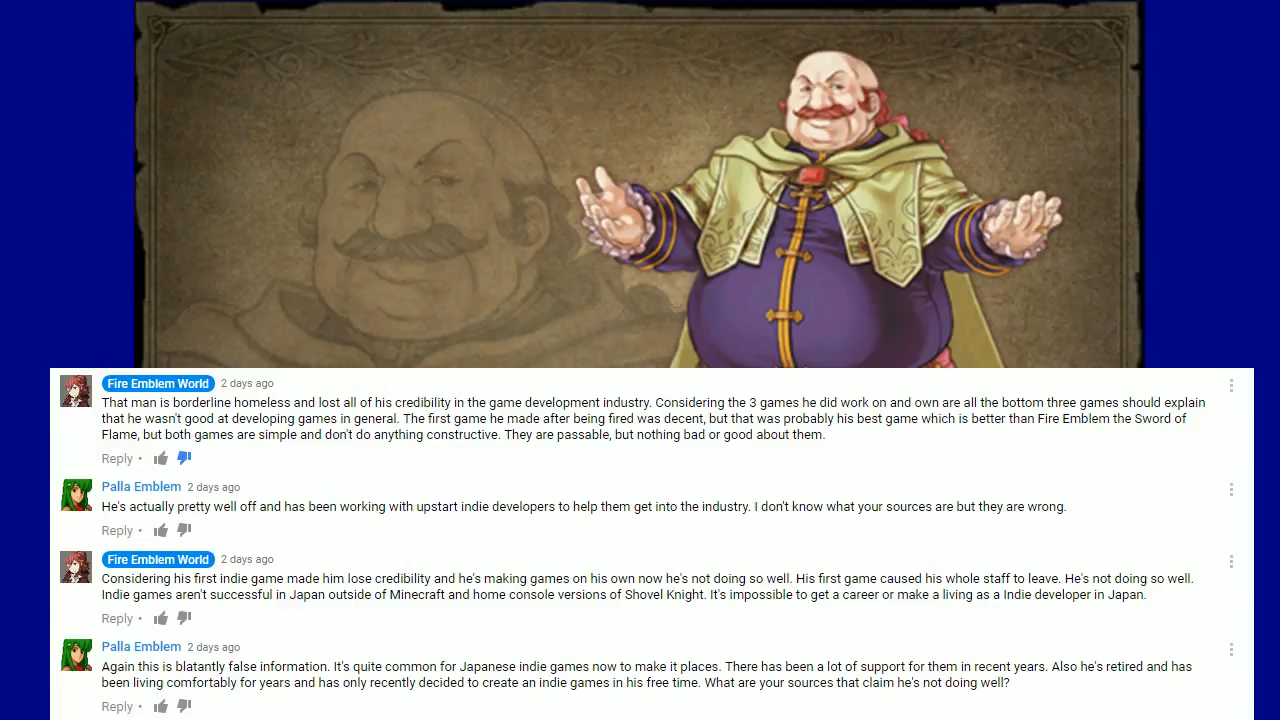 Fire Emblem World 2 days ago
That man is borderline homeless and lost all of his credibility in the game development industry. Considering the 3 games he did work on and own are all the bottom three games should explain
that he wasn't good at developing games in general. The first game he made after being fired was decent, but that was probably his best game which is better than Fire Emblem the Sword of
Flame, but both games are simple and don't do anything constructive. They are passable, but nothing bad or good about them.
Reply •
Palla Emblem 2 days ago
He's actually pretty well off and has been working with upstart indie developers to help them get into the industry. I don't know what your sources are but they are wrong.
Reply •
Fire Emblem World 2 days ago
Considering his first indie game made him lose credibility and he's making games on his own now he's not doing so well. His first game caused his whole staff to leave. He's not doing so well.
Indie games aren't successful in Japan outside of Minecraft and home console versions of Shovel Knight. It's impossible to get a career or make a living as a Indie developer in Japan.
Reply •
Palla Emblem 2 days ago
Again this is blatantly false information. It's quite common for Japanese indie games now to make it places. There has been a lot of support for them in recent years. Also he's retired and has
been living comfortably for years and has only recently decided to create an indie games in his free time. What are your sources that claim he's not doing well?
Reply •